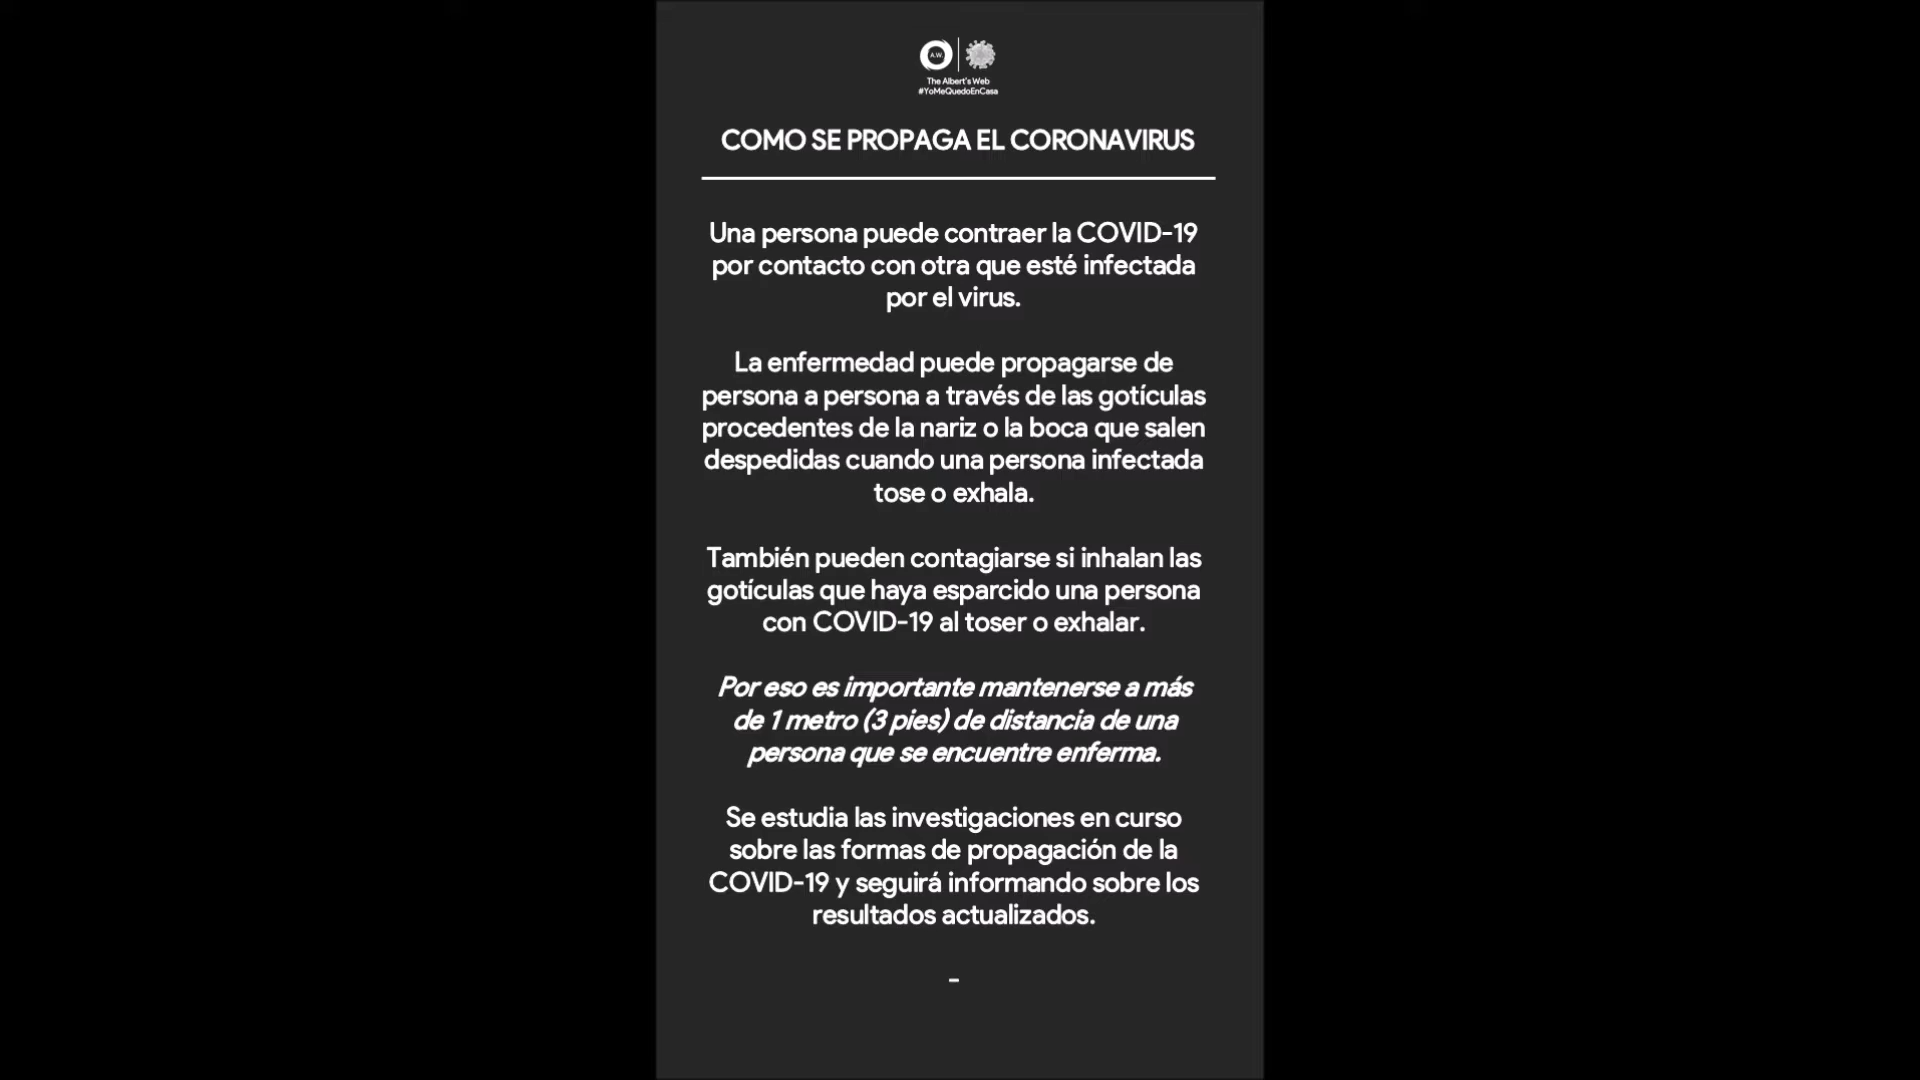 A.W.
The Albert's Web
#YoMeQuedoEnCasa
COMO SE PROPAGA EL CORONAVIRUS
Una persona puede contraer la COVID-19
por contacto con otra que esté infectada
por el virus.
La enfermedad puede propagarse de
persona a persona a través de las gotículas
procedentes de la nariz o la boca que salen
despedidas cuando una persona infectada
tose o exhala.
También pueden contagiarse si inhalan las
gotículas que haya esparcido una persona
con COVID-19 al toser o exhalar.
Por eso es importante mantenerse a más
de 1 metro (3 pies) de distancia de una
persona que se encuentre enferma.
Se estudia las investigaciones en curso
sobre las formas de propagación de la
COVID-19 y seguirá informando sobre los
resultados actualizados.
-